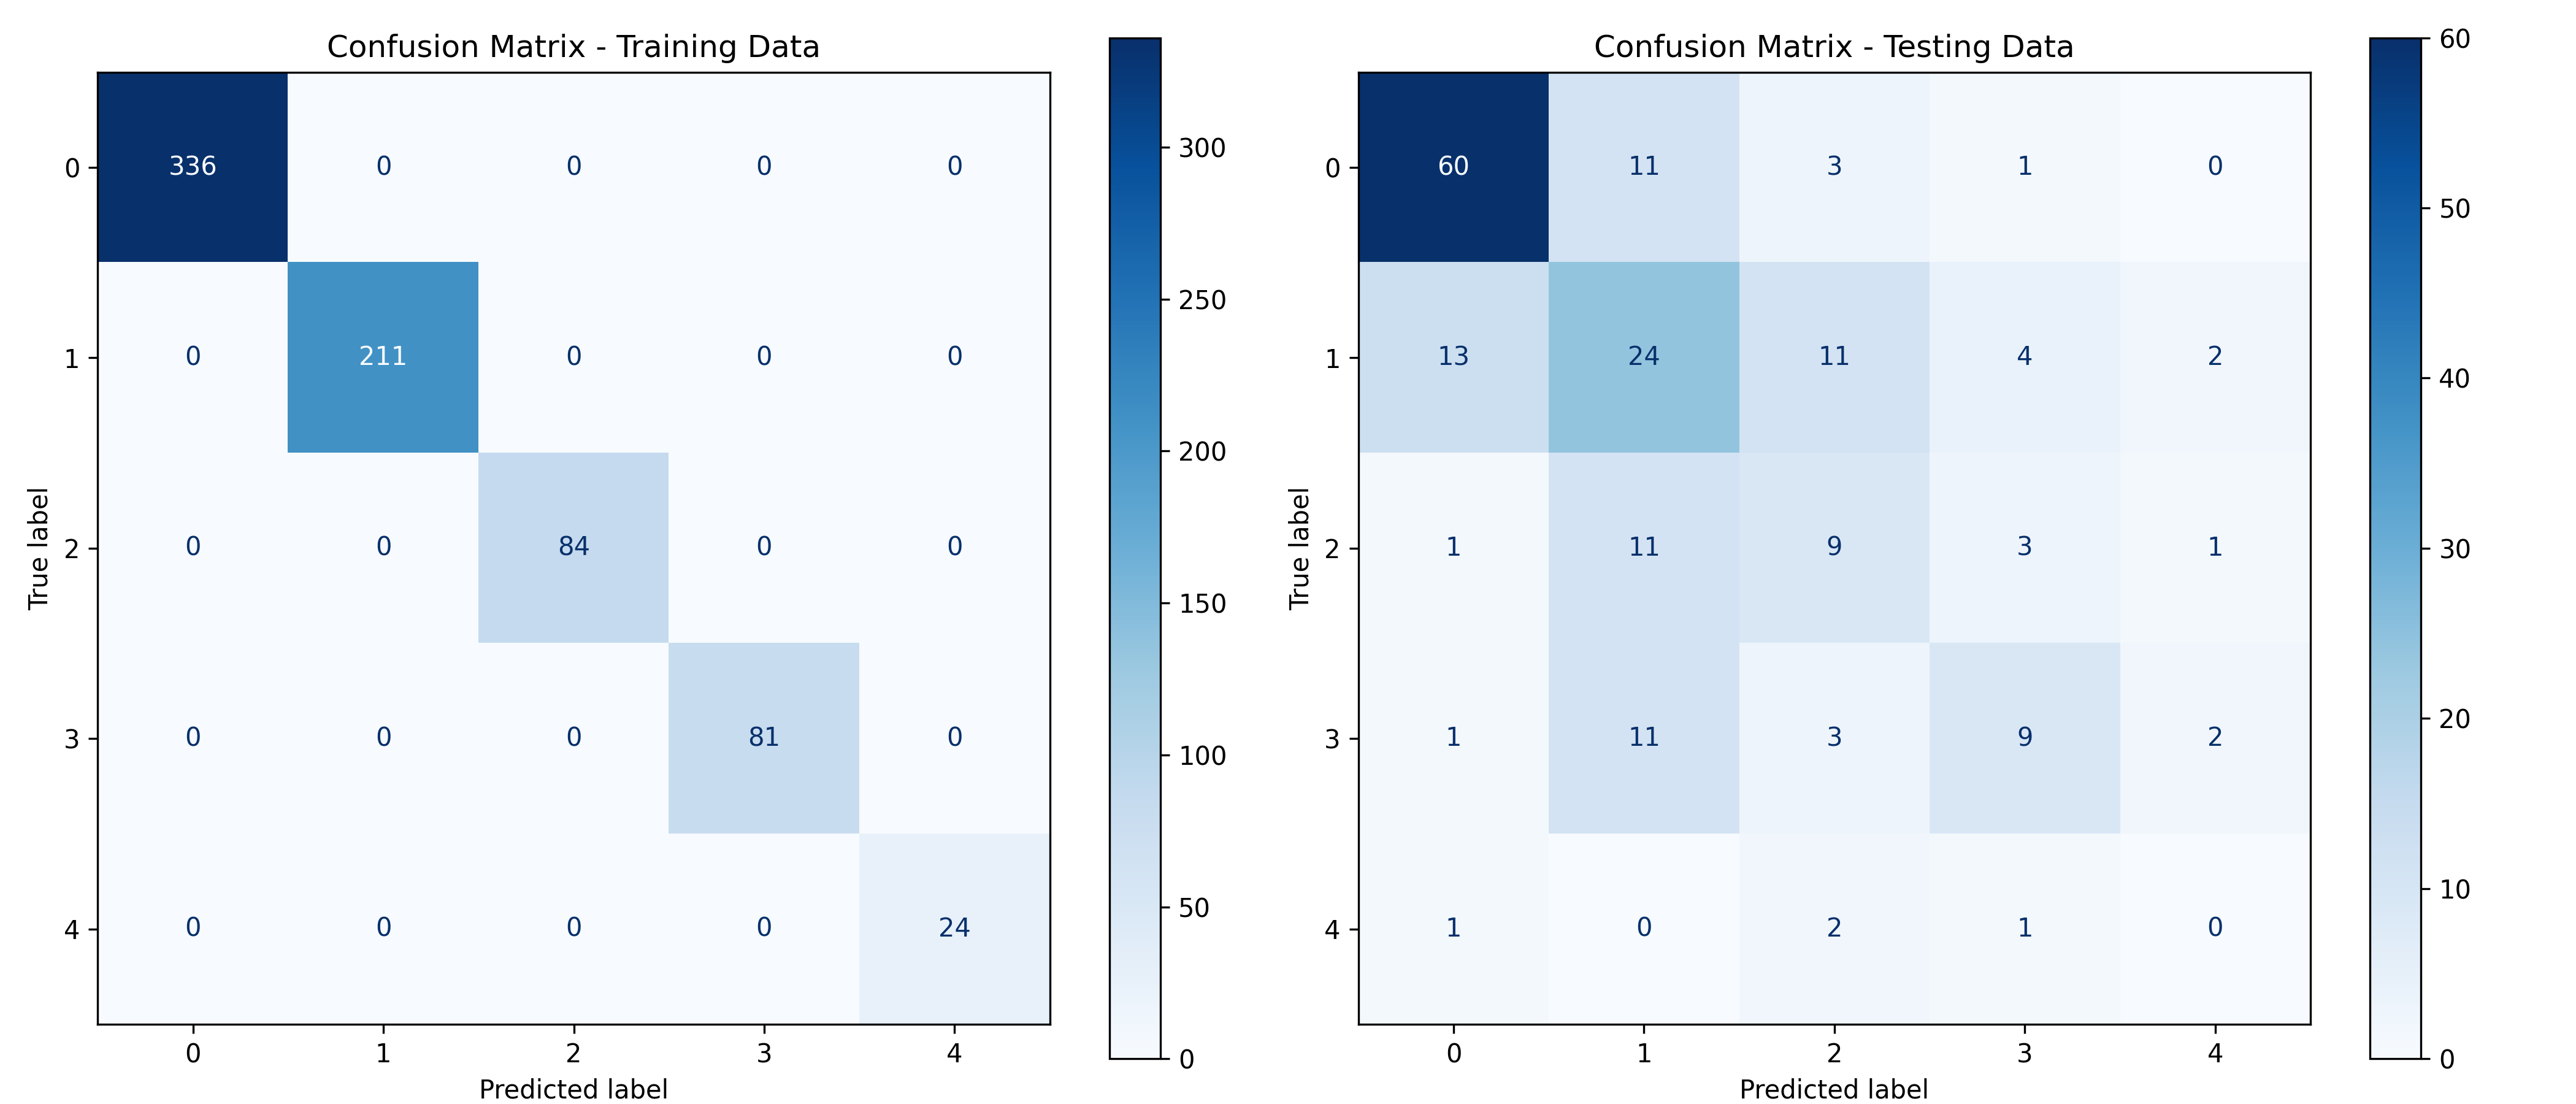 Confusion Matrix - Training Data
True label
0 336 0 0 0 0
1 0 211 0 0 0
2 0 0 84 0 0
3 0 0 0 81 0
4 0 0 0 0 24
0 1 2 3 4
Predicted label
300
250
200
150
100
50
0
Confusion Matrix - Testing Data
True label
0 60 11 3 1 0
1 13 24 11 4 2
2 1 11 9 3 1
3 1 11 3 9 2
4 1 0 2 1 0
0 1 2 3 4
Predicted label
60
50
40
30
20
10
0